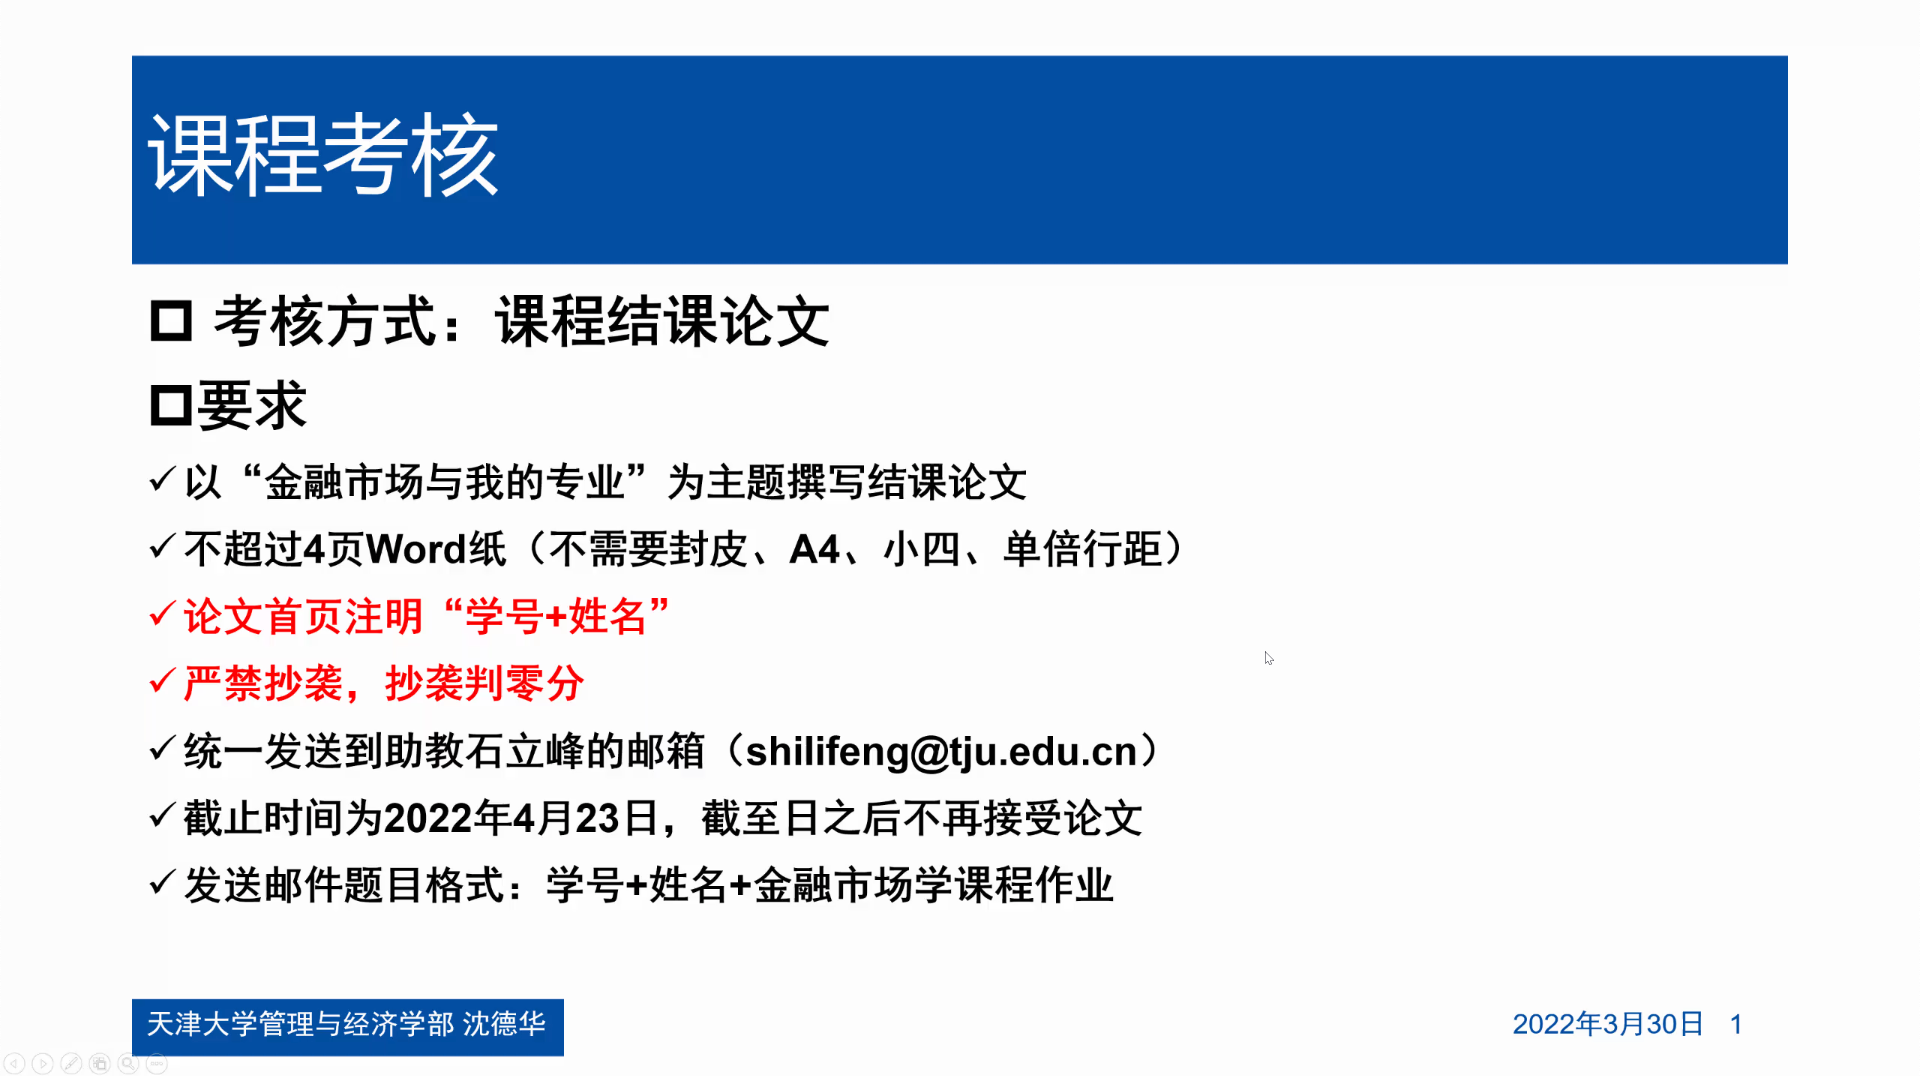 课程考核
考核方式：课程结课论文
要求
以“金融市场与我的专业”为主题撰写结课论文
不超过4页Word纸（不需要封皮、A4、小四、单倍行距）
论文首页注明“学号+姓名”
严禁抄袭，抄袭判零分
统一发送到助教石立峰的邮箱（shilifeng@tju.edu.cn）
截止时间为2022年4月23日，截至日之后不再接受论文
发送邮件题目格式：学号+姓名+金融市场学课程作业
天津大学管理与经济学部 沈德华
2022年3月30日 1